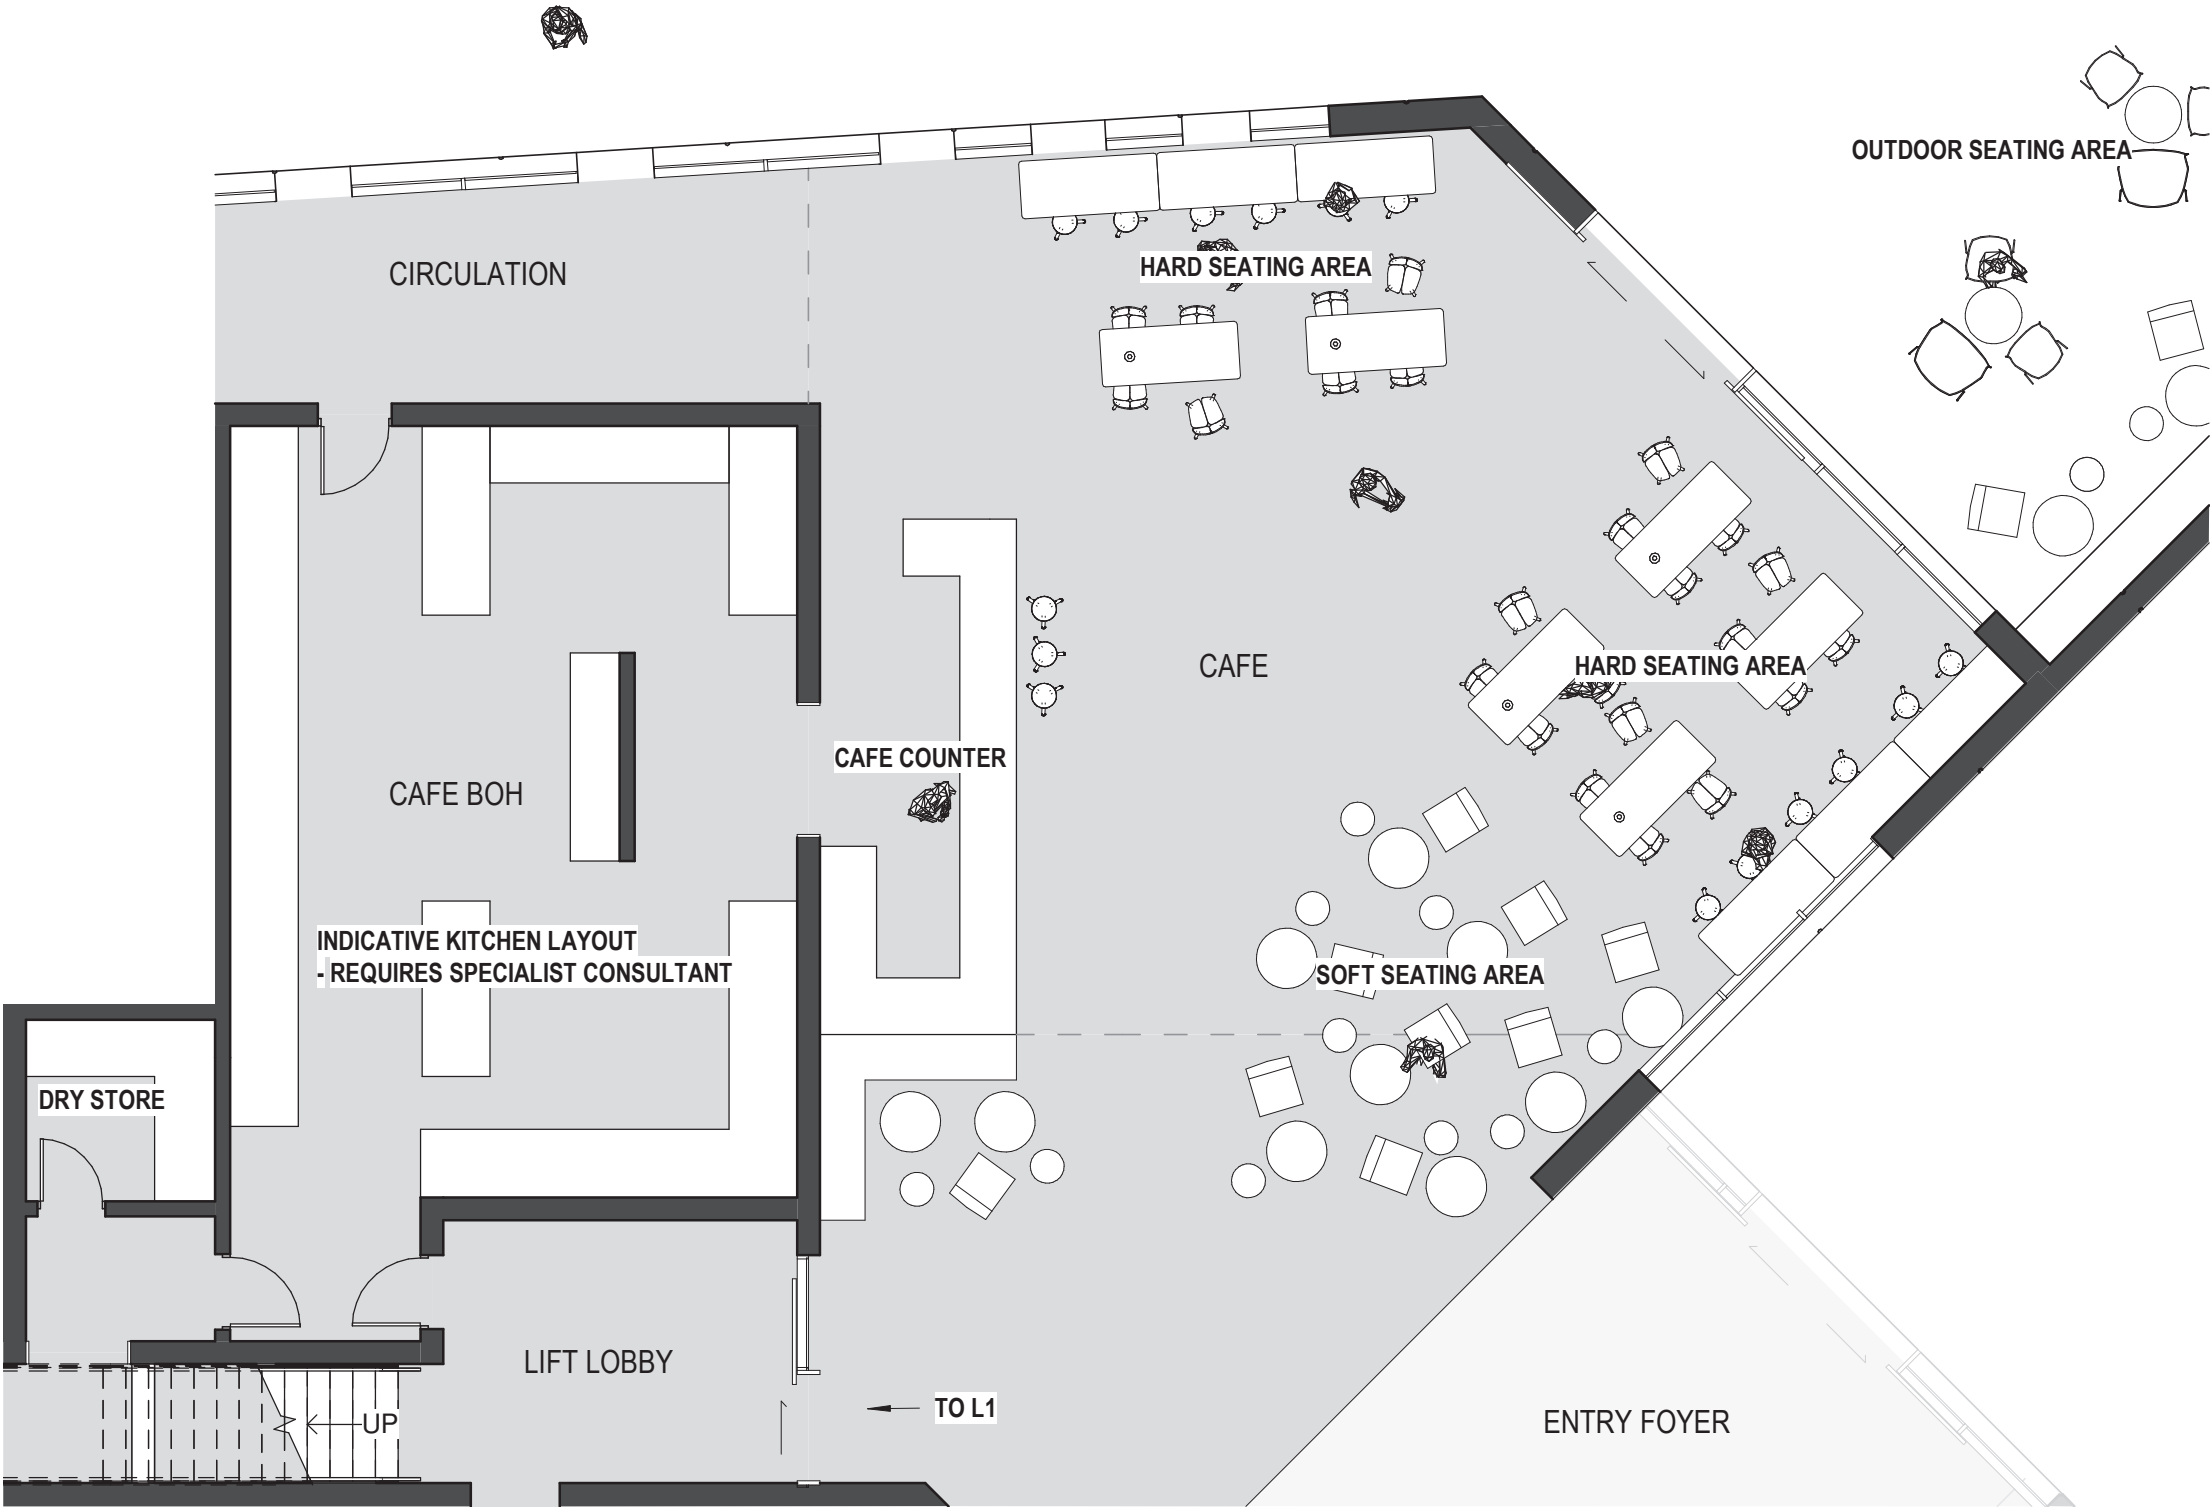 OUTDOOR SEATING AREA
CIRCULATION
HARD SEATING AREA
CAFE
HARD SEATING AREA
CAFE COUNTER
CAFE BOH
INDICATIVE KITCHEN LAYOUT
- REQUIRES SPECIALIST CONSULTANT
SOFT SEATING AREA
DRY STORE
LIFT LOBBY
TO L1
UP
ENTRY FOYER